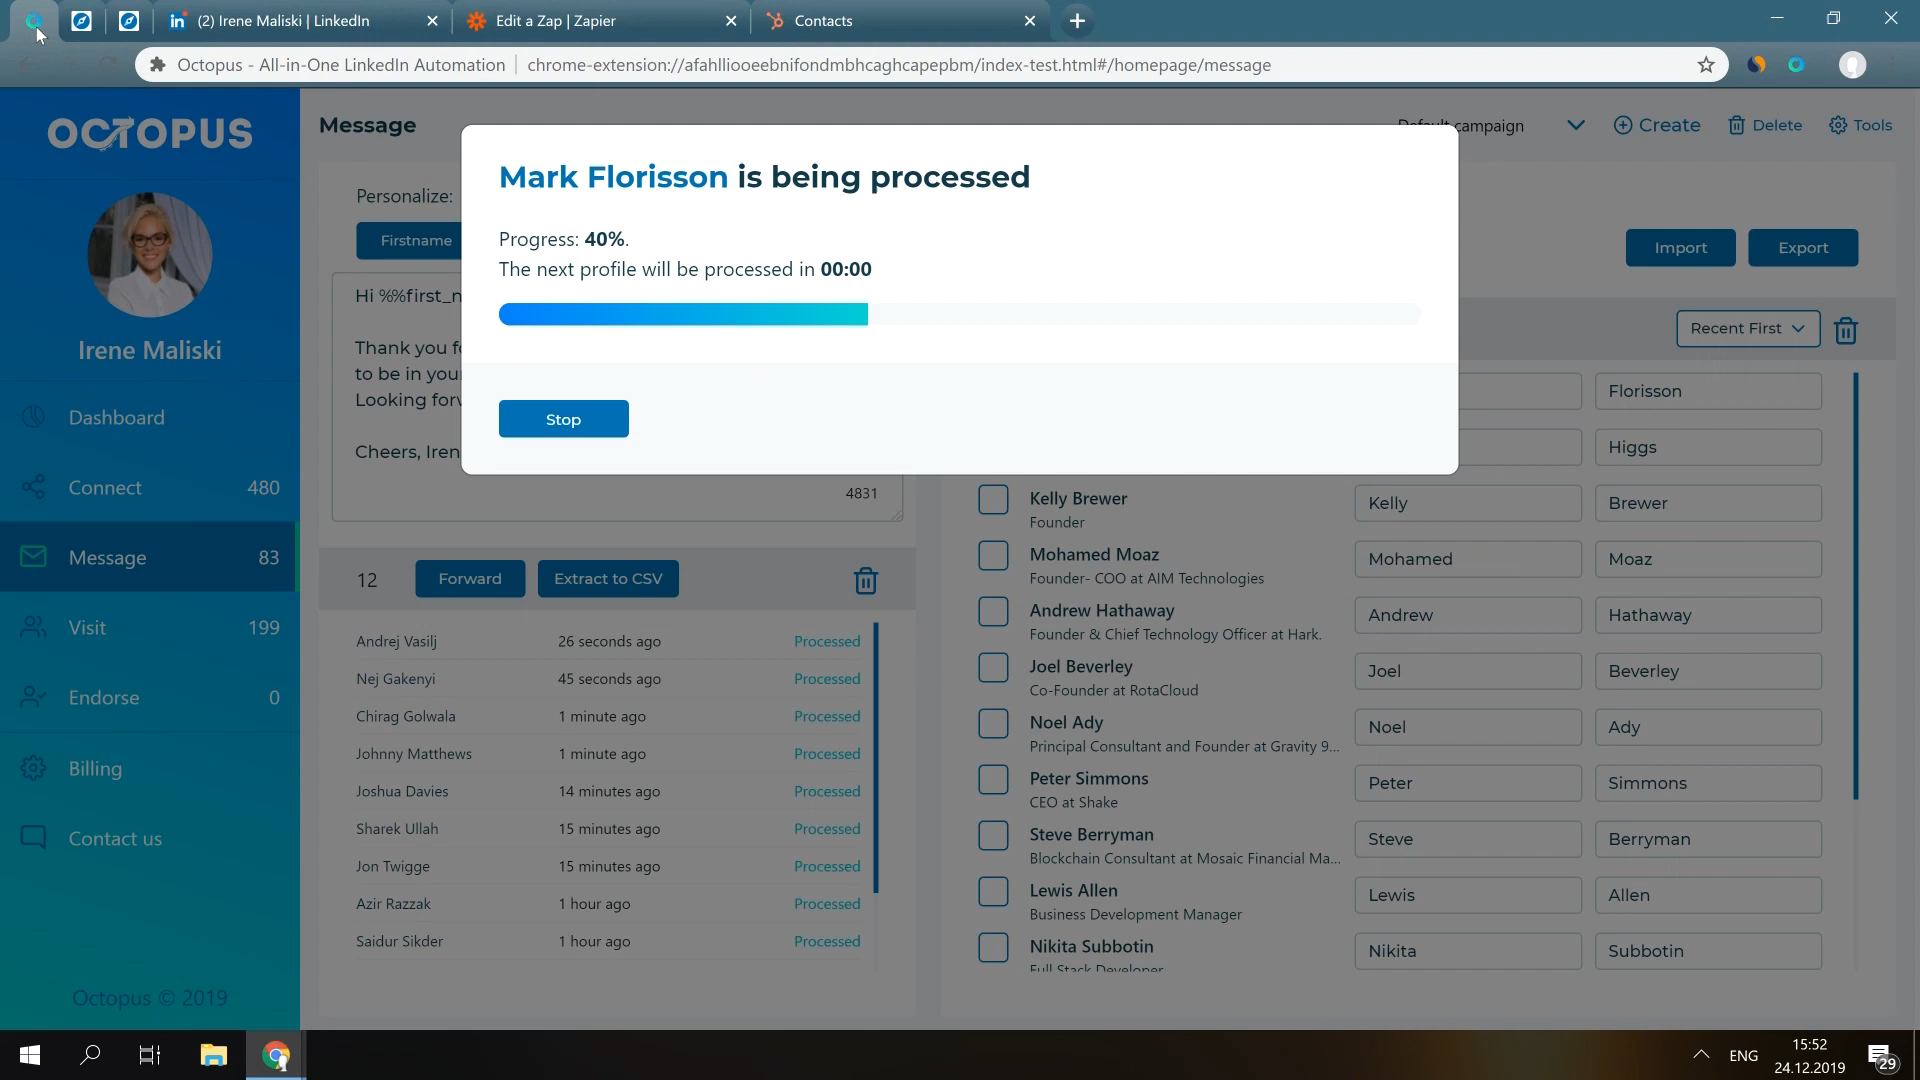 (2) Irene Maliski | LinkedIn
Edit a Zap | Zapier
Contacts
Octopus - All-in-One LinkedIn Automation
chrome-extension://afahlliooeebnifondmbhcaghcapepbm/index-test.html#/homepage/message
OCTOPUS
Message
Default campaign
Create
Delete
Tools
Mark Florisson is being processed
Progress: 40%.
The next profile will be processed in 00:00
Stop
Personalize:
Firstname
Import
Export
Hi %%first_n
Thank you f
to be in you
Looking forv
Cheers, Iren
4831
Recent First
Irene Maliski
Dashboard
Connect 480
Message 83
Visit 199
Endorse 0
Billing
Contact us
Octopus © 2019
12
Forward
Extract to CSV
Andrej Vasilj 26 seconds ago Processed
Nej Gakenyi 45 seconds ago Processed
Chirag Golwala 1 minute ago Processed
Johnny Matthews 1 minute ago Processed
Joshua Davies 14 minutes ago Processed
Sharek Ullah 15 minutes ago Processed
Jon Twigge 15 minutes ago Processed
Azir Razzak 1 hour ago Processed
Saidur Sikder 1 hour ago Processed
Florisson
Higgs
Kelly Brewer Kelly Brewer
Founder
Mohamed Moaz Mohamed Moaz
Founder- COO at AIM Technologies
Andrew Hathaway Andrew Hathaway
Founder & Chief Technology Officer at Hark.
Joel Beverley Joel Beverley
Co-Founder at RotaCloud
Noel Ady Noel Ady
Principal Consultant and Founder at Gravity 9...
Peter Simmons Peter Simmons
CEO at Shake
Steve Berryman Steve Berryman
Blockchain Consultant at Mosaic Financial Ma...
Lewis Allen Lewis Allen
Business Development Manager
Nikita Subbotin Nikita Subbotin
Full Stack Developer
ENG
15:52
24.12.2019
29